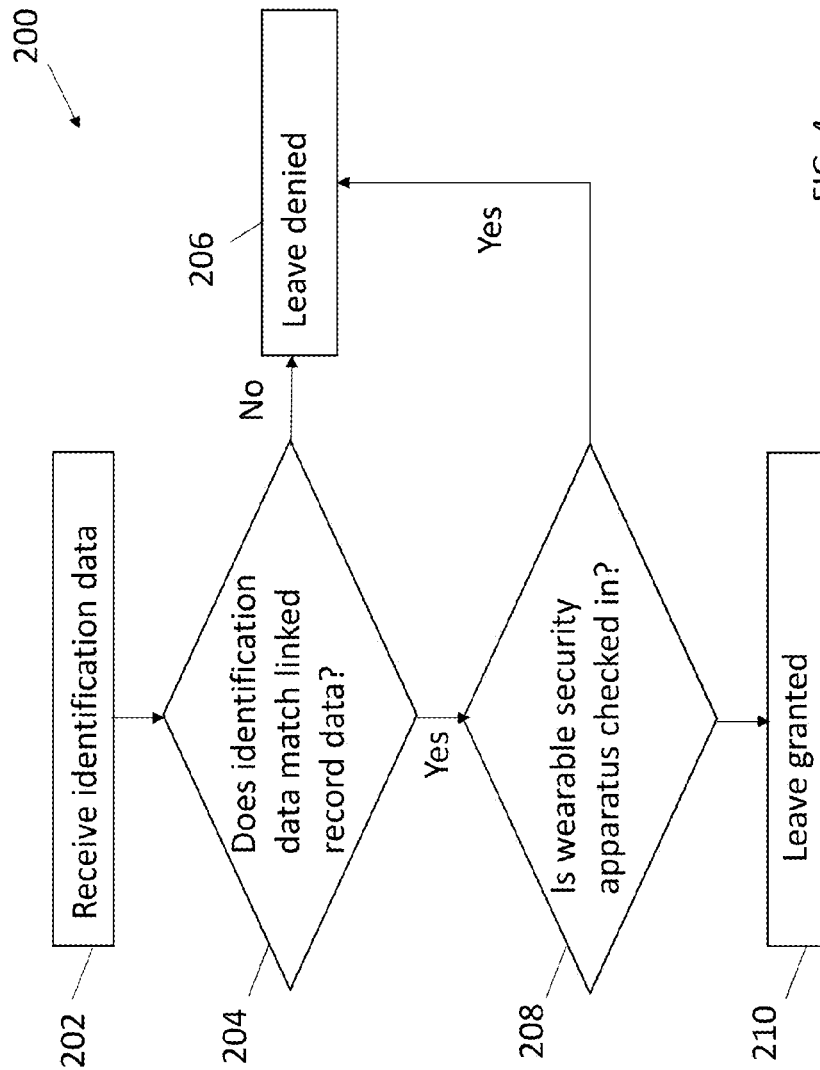 200
202
Receive identification data
204
Does identification
data match linked
record data?
No
206
Leave denied
Yes
Yes
208
Is wearable security
apparatus checked in?
210
Leave granted